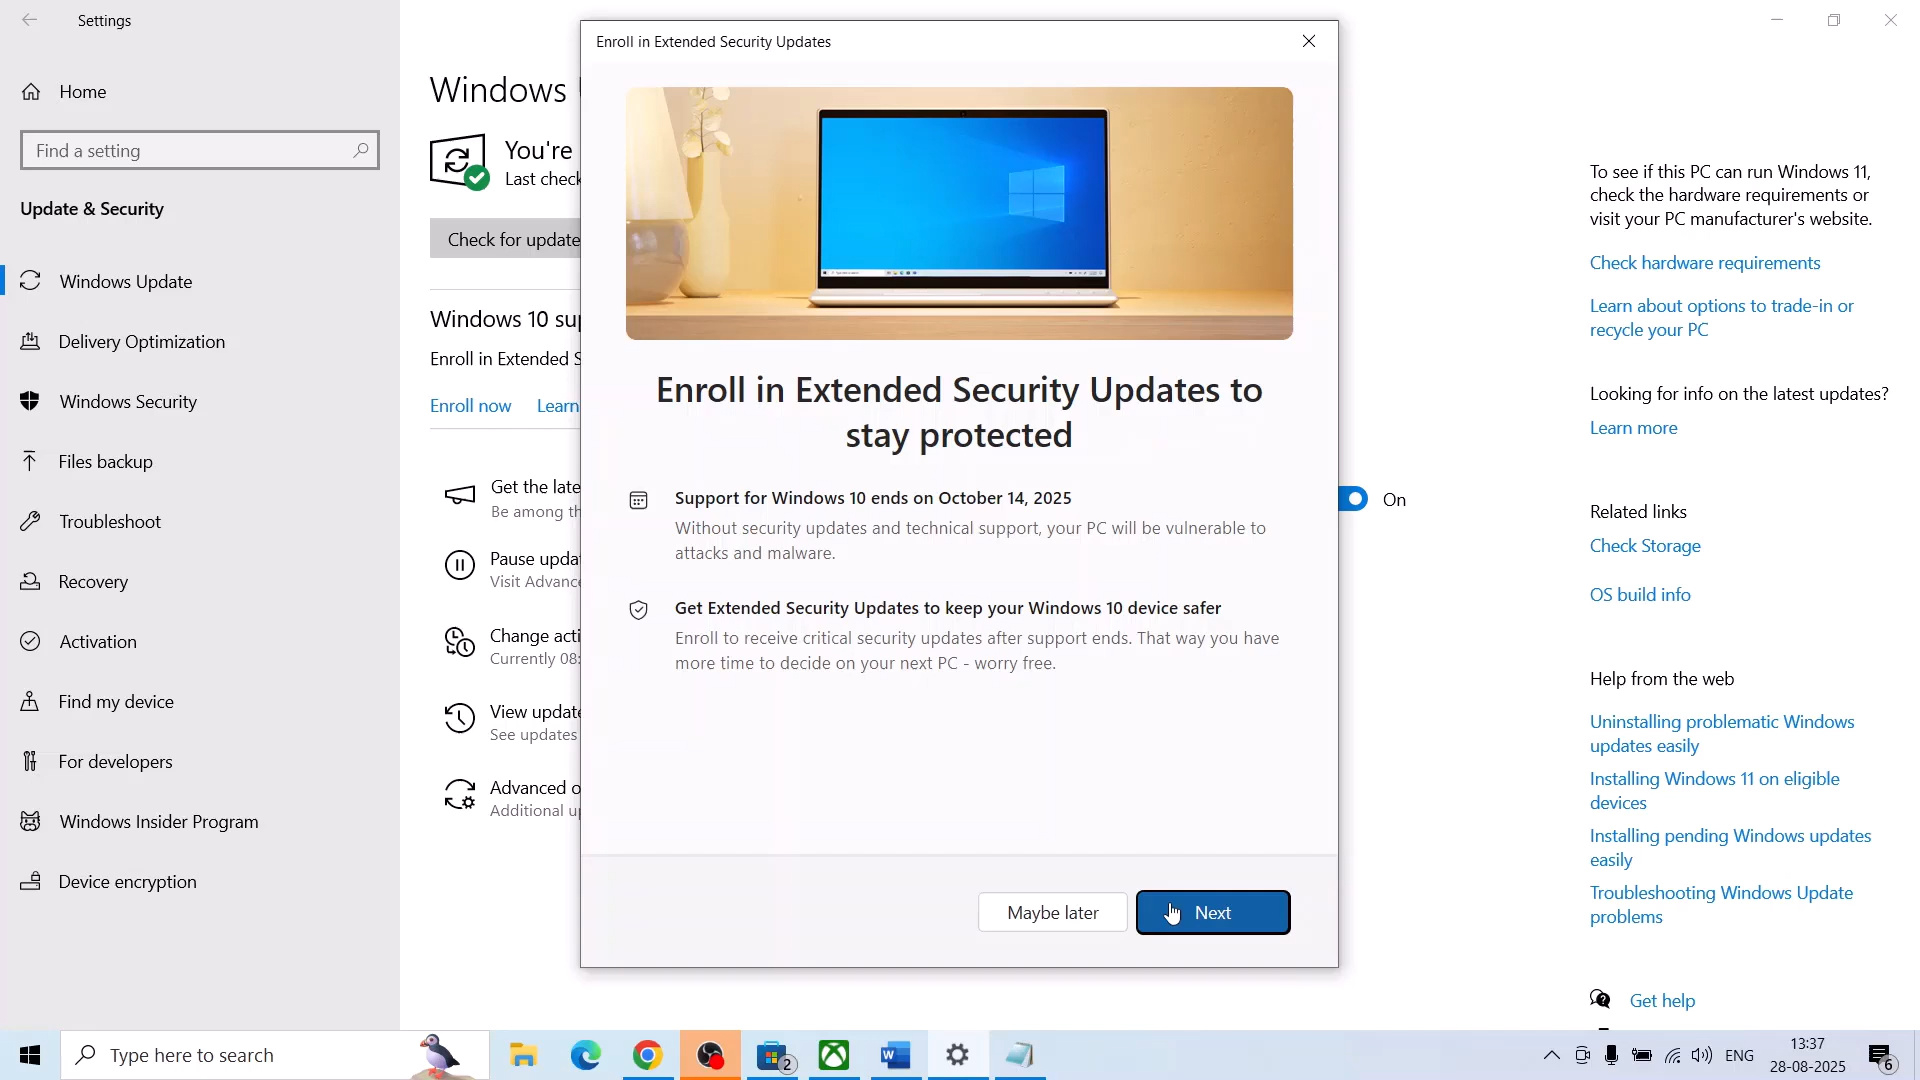 Settings
Home
Find a setting
Update & Security
Windows Update
Delivery Optimization
Windows Security
Files backup
Troubleshoot
Recovery
Activation
Find my device
For developers
Windows Insider Program
Device encryption
Windows
You're
Last check
Check for update
Windows 10 sup
Enroll in Extended S
Enroll now Learn
Get the late
Be among th
Pause updat
Visit Advance
Change acti
Currently 08:
View update
See updates
Advanced o
Additional up
Enroll in Extended Security Updates
Enroll in Extended Security Updates to
stay protected
Support for Windows 10 ends on October 14, 2025
Without security updates and technical support, your PC will be vulnerable to
attacks and malware.
Get Extended Security Updates to keep your Windows 10 device safer
Enroll to receive critical security updates after support ends. That way you have
more time to decide on your next PC - worry free.
Maybe later Next
On
To see if this PC can run Windows 11,
check the hardware requirements or
visit your PC manufacturer's website.
Check hardware requirements
Learn about options to trade-in or
recycle your PC
Looking for info on the latest updates?
Learn more
Related links
Check Storage
OS build info
Help from the web
Uninstalling problematic Windows
updates easily
Installing Windows 11 on eligible
devices
Installing pending Windows updates
easily
Troubleshooting Windows Update
problems
Get help
Type here to search
2
W
ENG
13:37
28-08-2025
6